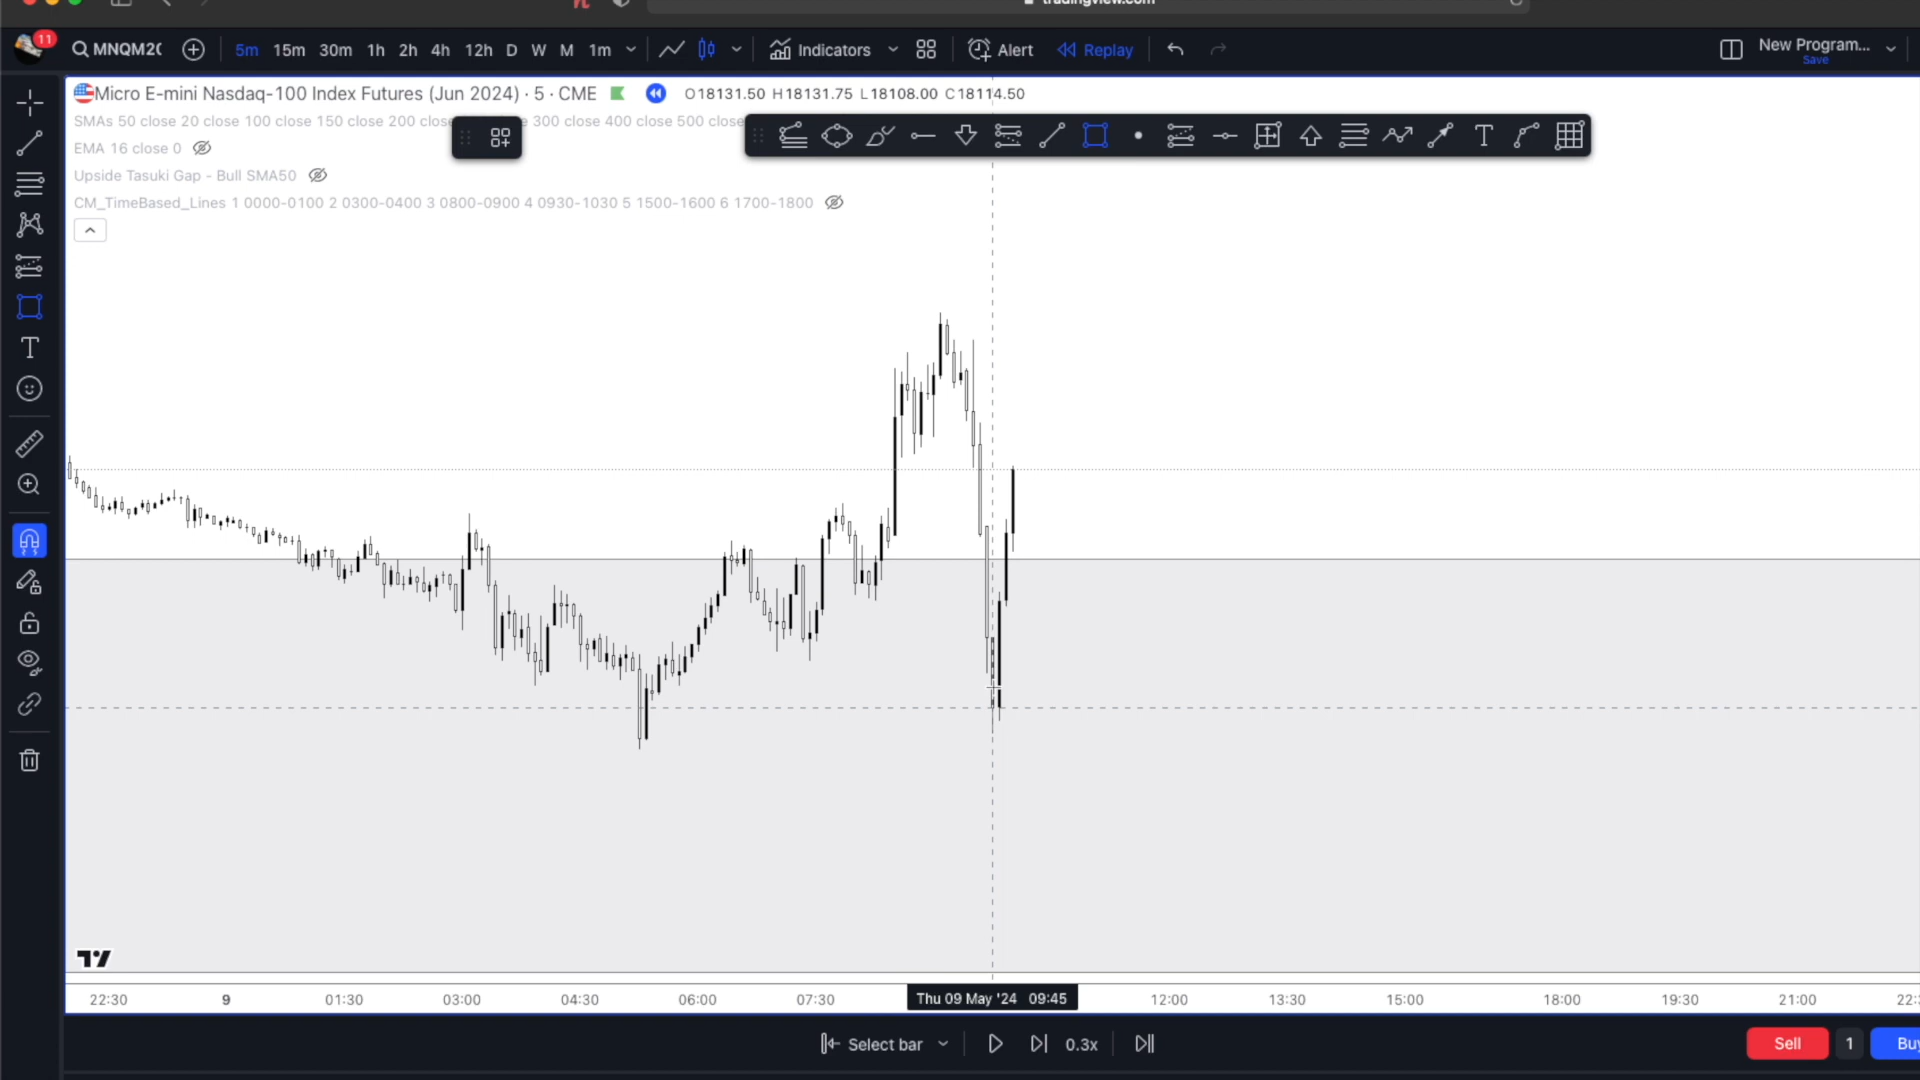 tradingview.com
11
MNQM20
5m 15m 30m 1h 2h 4h 12h D W M 1m
Indicators
Alert
Replay
New Program...
Save
Micro E-mini Nasdaq-100 Index Futures (Jun 2024) · 5 · CME
O18131.50 H18131.75 L18108.00 C18114.50
SMAs 50 close 20 close 100 close 150 close 200 close 300 close 400 close 500 close
EMA 16 close 0
Upside Tasuki Gap - Bull SMA50
CM_TimeBased_Lines 1 0000-0100 2 0300-0400 3 0800-0900 4 0930-1030 5 1500-1600 6 1700-1800
22:30 9 01:30 03:00 04:30 06:00 07:30 Thu 09 May '24 09:45 12:00 13:30 15:00 18:00 19:30 21:00
Select bar
0.3x
Sell
1